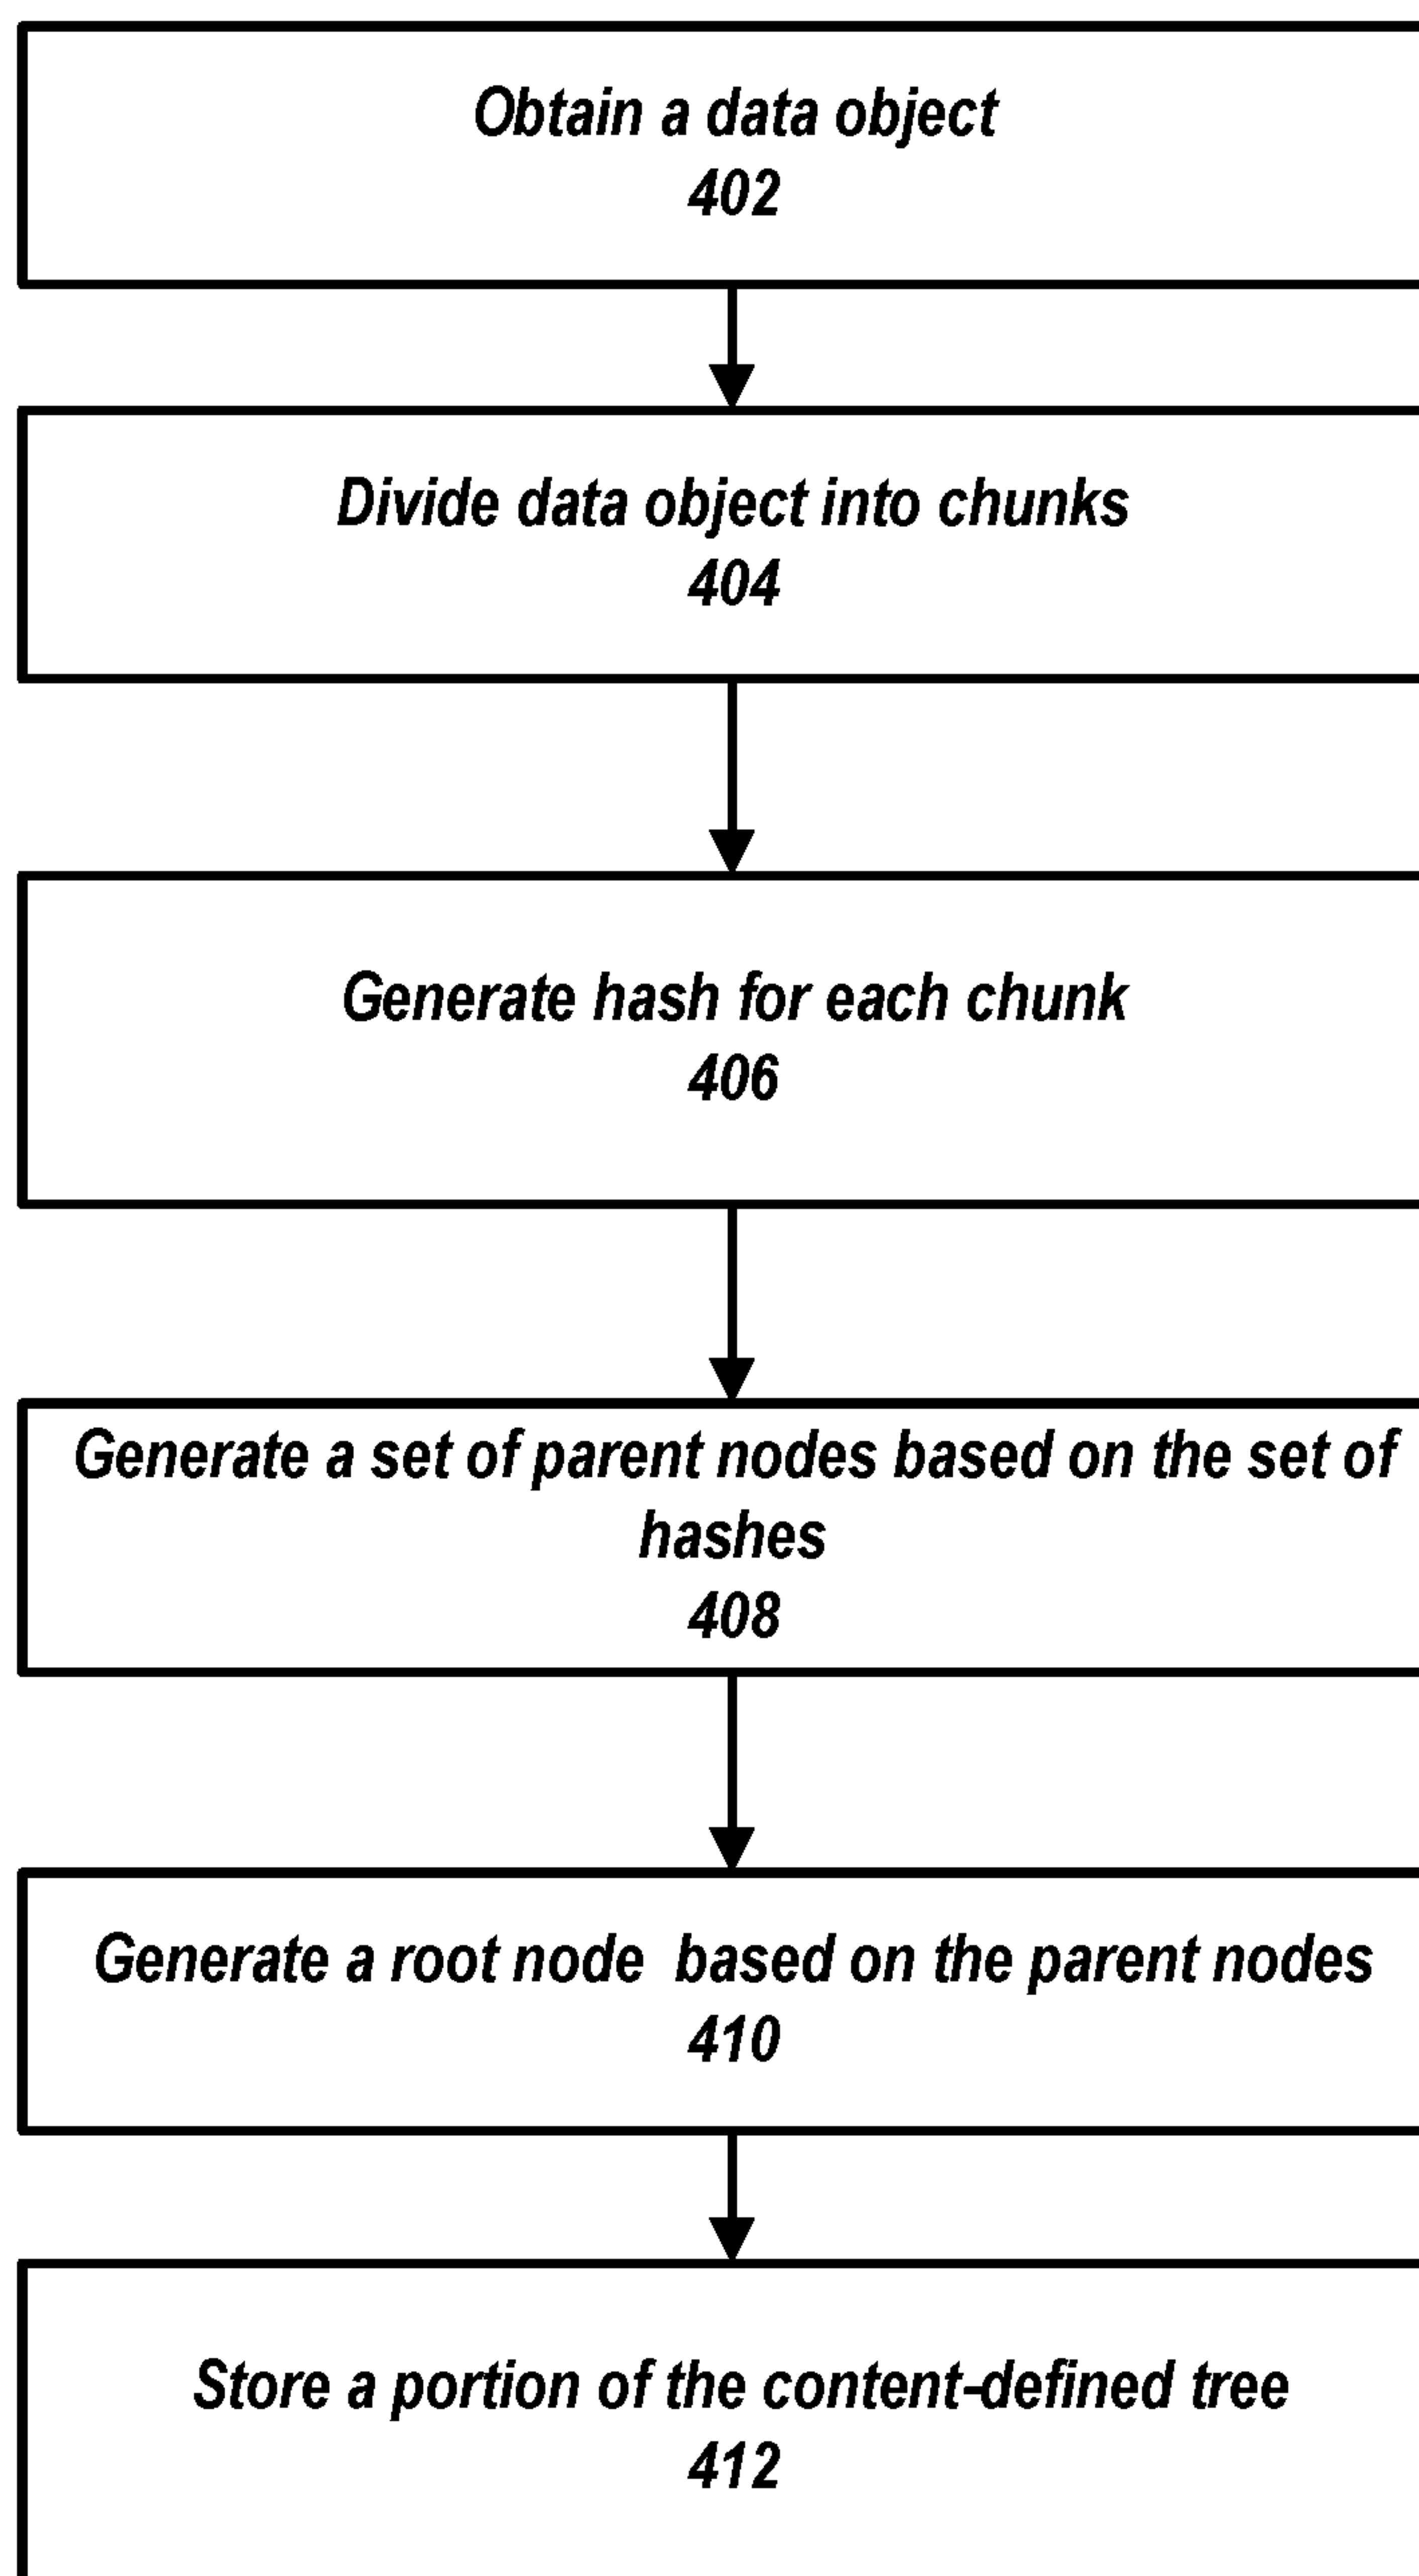 Obtain a data object
402
Divide data object into chunks
404
Generate hash for each chunk
406
Generate a set of parent nodes based on the set of
hashes
408
Generate a root node  based on the parent nodes
410
Store a portion of the content-defined tree
412